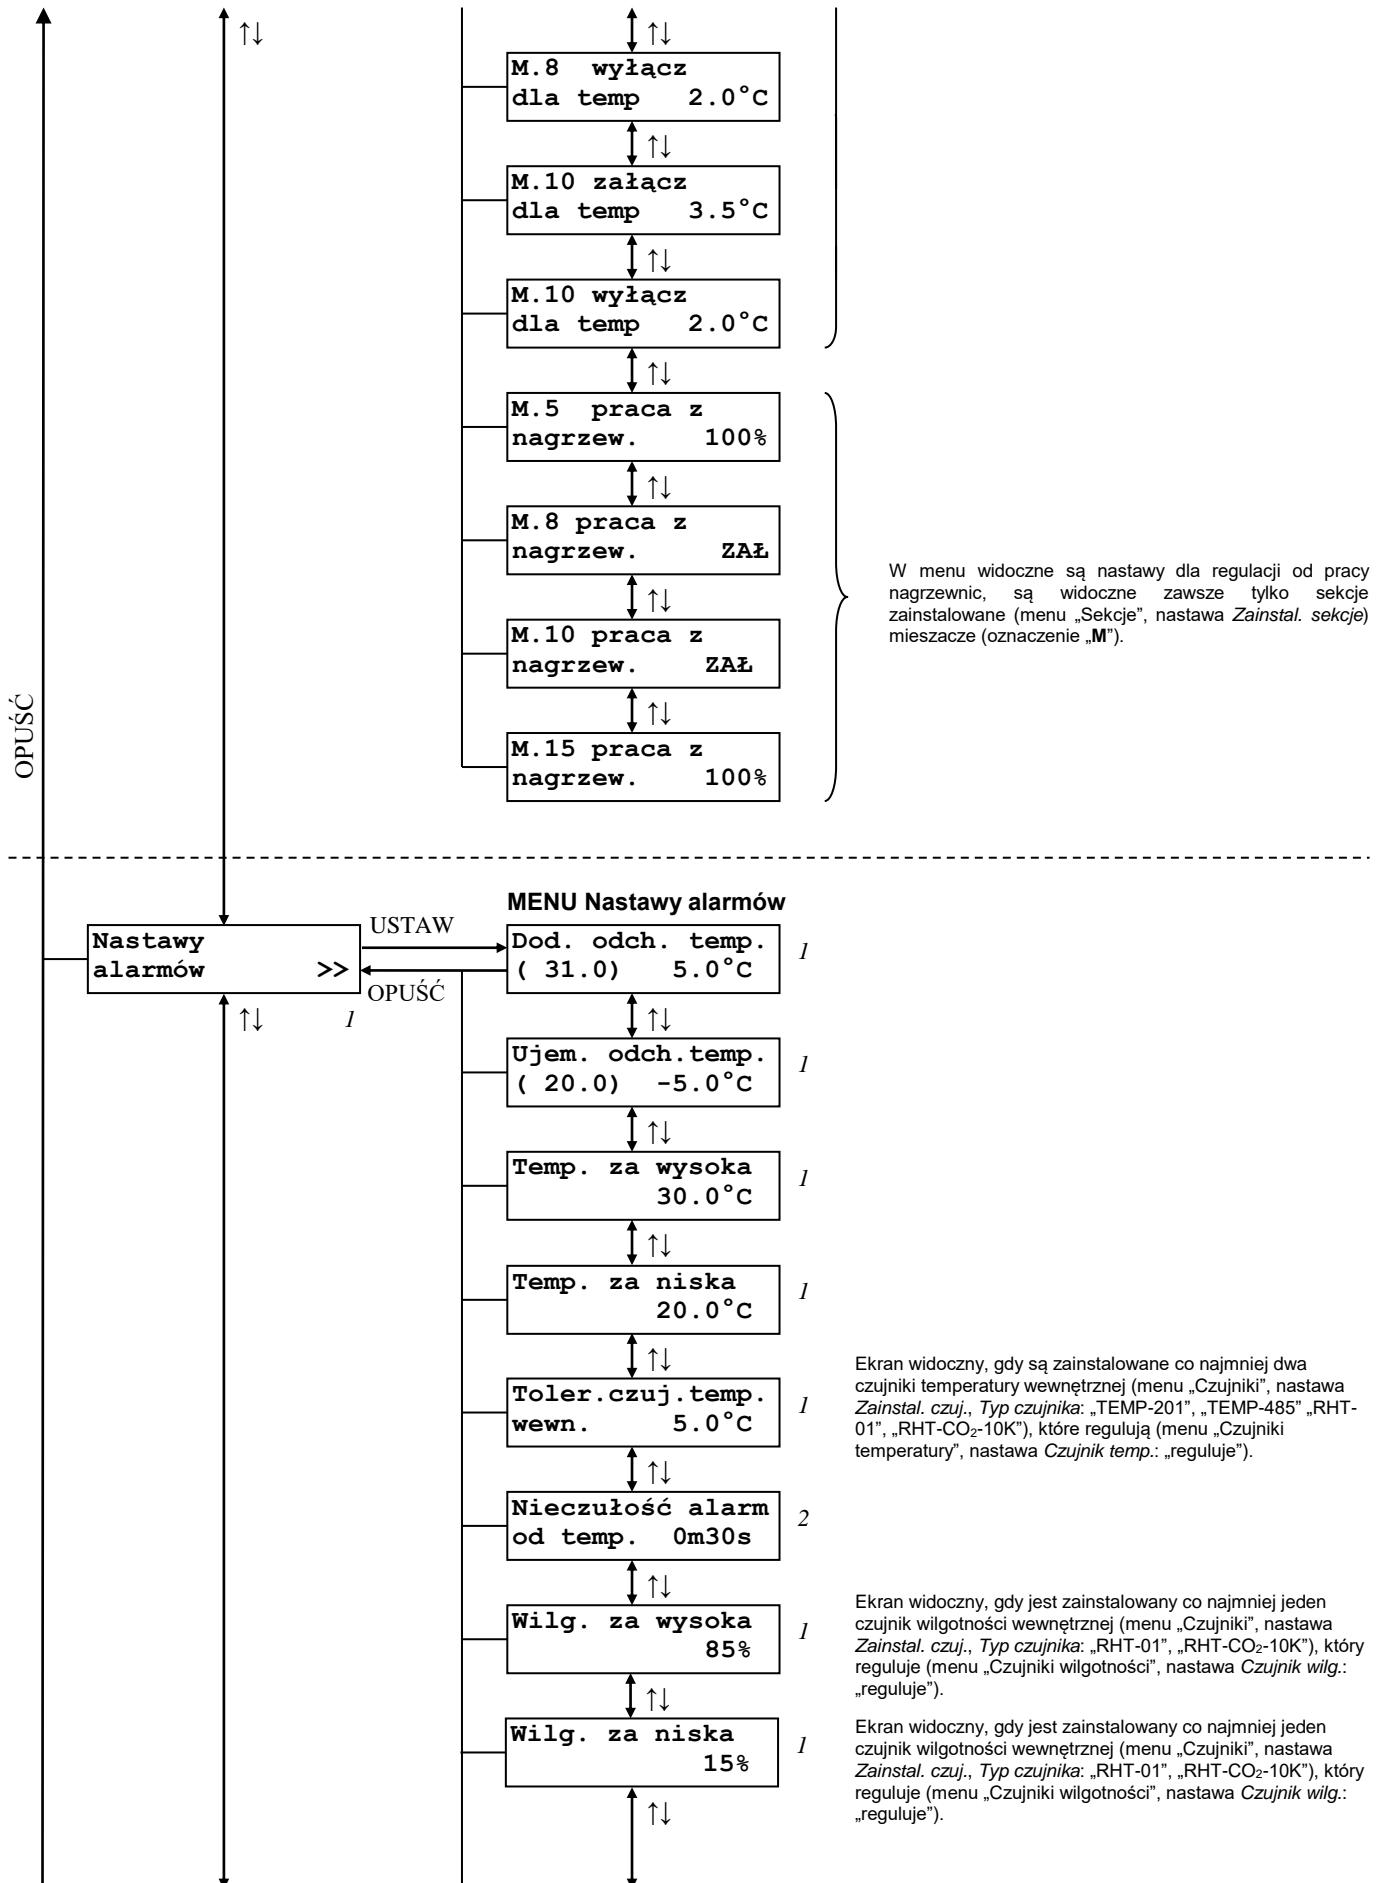 ↑↓
↑↓
M.8  wyłącz
dla temp   2.0°C
↑↓
M.10 załącz
dla temp   3.5°C
↑↓
M.10 wyłącz
dla temp   2.0°C
↑↓
M.5  praca z
nagrzew.    100%
↑↓
M.8 praca z
nagrzew.     ZAŁ
↑↓
M.10 praca z
nagrzew.    ZAŁ
↑↓
M.15 praca z
nagrzew.    100%
W menu widoczne są nastawy dla regulacji od pracy
nagrzewnic, są widoczne zawsze tylko sekcje
zainstalowane (menu „Sekcje”, nastawa Zainstal. sekcje)
mieszacze (oznaczenie „M”).
OPUŚĆ
MENU Nastawy alarmów
Nastawy
alarmów       >>
USTAW
OPUŚĆ
↑↓
1
Dod. odch. temp.
( 31.0)   5.0°C
1
↑↓
Ujem. odch.temp.
( 20.0)  -5.0°C
1
↑↓
Temp. za wysoka
30.0°C
1
↑↓
Temp. za niska
20.0°C
1
↑↓
Toler.czuj.temp.
wewn.     5.0°C
1
Ekran widoczny, gdy są zainstalowane co najmniej dwa
czujniki temperatury wewnętrznej (menu „Czujniki”, nastawa
Zainstal. czuj., Typ czujnika: „TEMP-201”, „TEMP-485” „RHT-
01”, „RHT-CO₂-10K”), które regulują (menu „Czujniki
temperatury”, nastawa Czujnik temp.: „reguluje”).
↑↓
Nieczułość alarm
od temp.  0m30s
2
↑↓
Wilg. za wysoka
85%
1
Ekran widoczny, gdy jest zainstalowany co najmniej jeden
czujnik wilgotności wewnętrznej (menu „Czujniki”, nastawa
Zainstal. czuj., Typ czujnika: „RHT-01”, „RHT-CO₂-10K”), który
reguluje (menu „Czujniki wilgotności”, nastawa Czujnik wilg.:
„reguluje”).
↑↓
Wilg. za niska
15%
1
Ekran widoczny, gdy jest zainstalowany co najmniej jeden
czujnik wilgotności wewnętrznej (menu „Czujniki”, nastawa
Zainstal. czuj., Typ czujnika: „RHT-01”, „RHT-CO₂-10K”), który
reguluje (menu „Czujniki wilgotności”, nastawa Czujnik wilg.:
„reguluje”).
↑↓